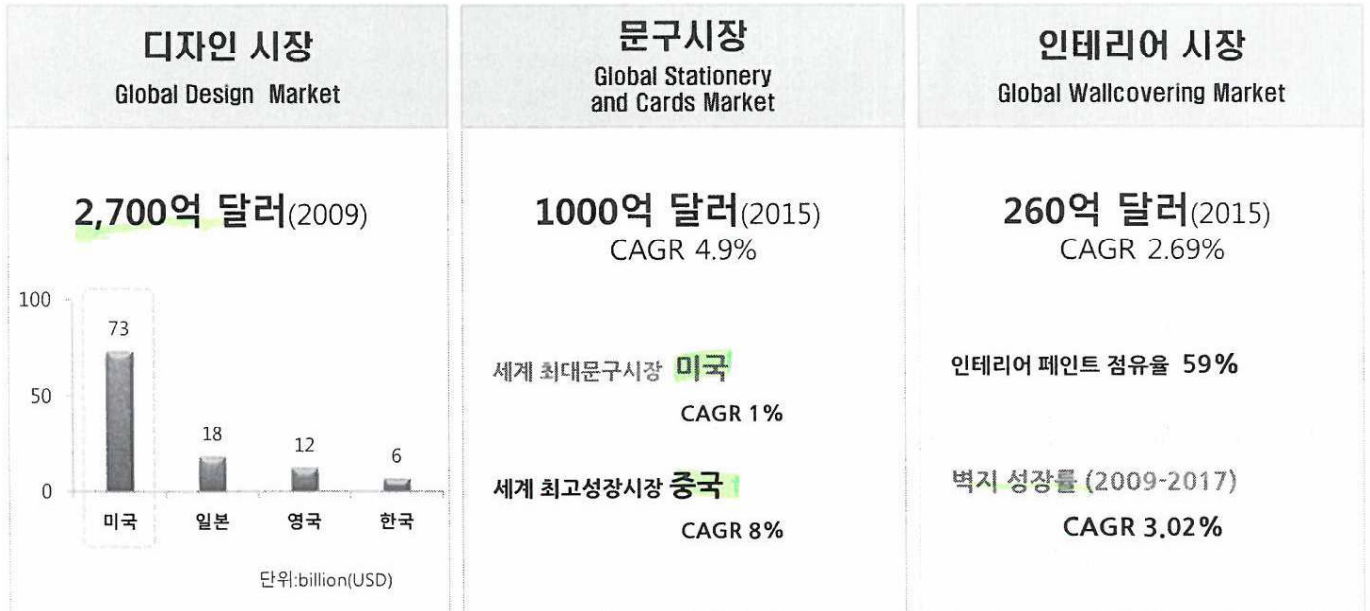 디자인 시장
Global Design Market
2,700억 달러(2009)
100
50
0
73
18
12
6
미국
일본
영국
한국
단위:billion(USD)
문구시장
Global Stationery
and Cards Market
1000억 달러(2015)
CAGR 4.9%
세계 최대문구시장 미국
CAGR 1%
세계 최고성장시장 중국
CAGR 8%
인테리어 시장
Global Wallcovering Market
260억 달러(2015)
CAGR 2.69%
인테리어 페인트 점유율 59%
벽지 성장률 (2009-2017)
CAGR 3.02%